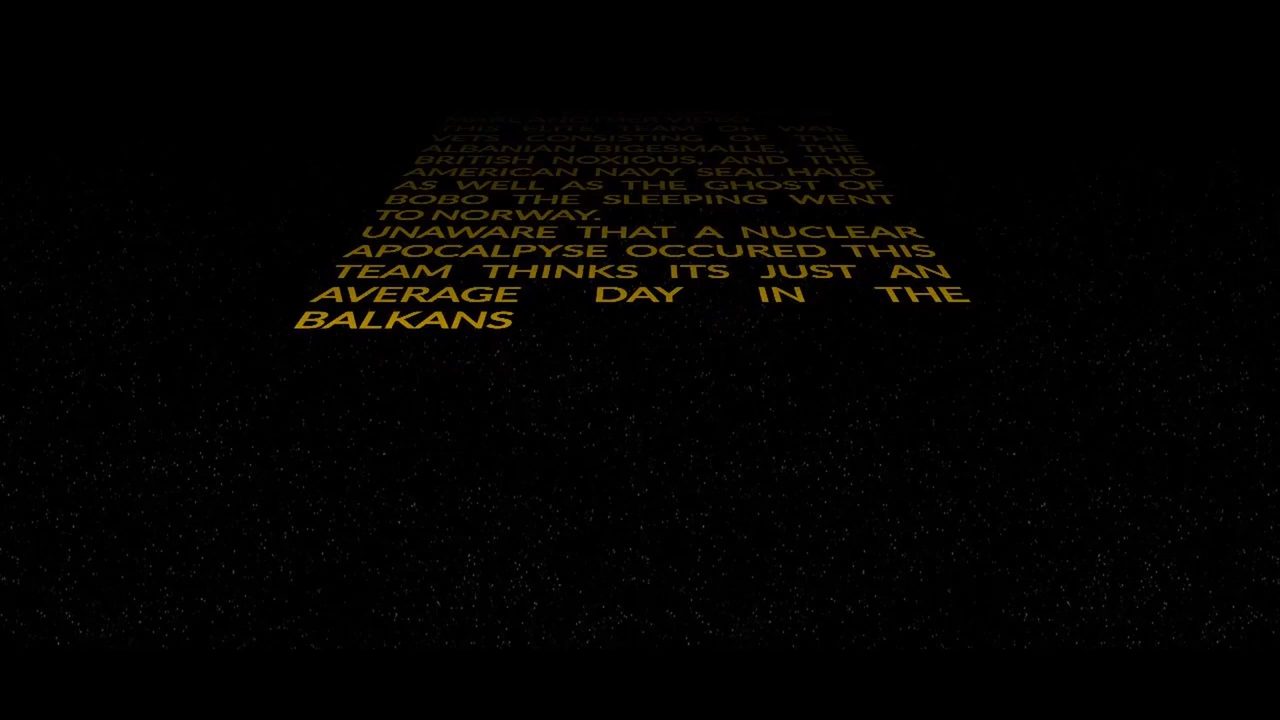 THIS ELITE TEAM OF WAR
VETS CONSISTING OF THE
ALBANIAN BIGESMALLE, THE
BRITISH NOXIOUS, AND THE
AMERICAN NAVY SEAL HALO
AS WELL AS THE GHOST OF
BOBO THE SLEEPING WENT
TO NORWAY.
UNAWARE THAT A NUCLEAR
APOCALPYSE OCCURED THIS
TEAM THINKS ITS JUST AN
AVERAGE DAY IN THE
BALKANS